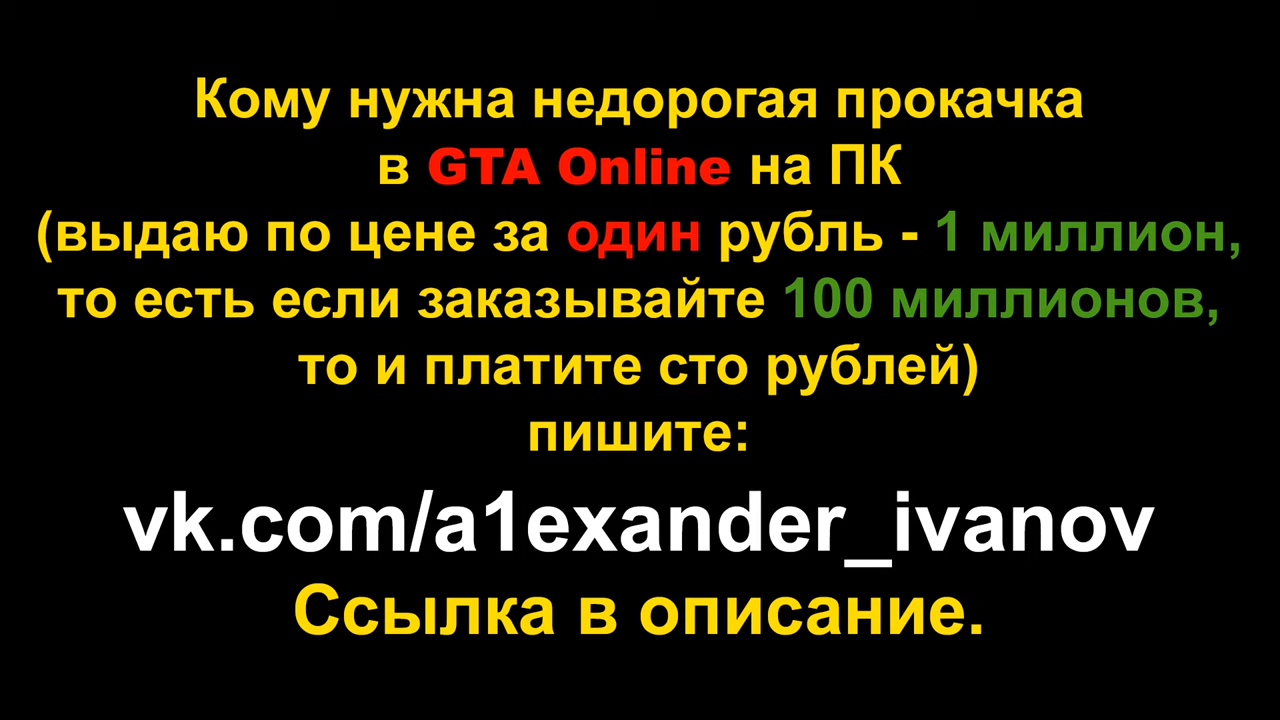 Кому нужна недорогая прокачка
в GTA Online на ПК
(выдаю по цене за один рубль - 1 миллион,
то есть если заказывайте 100 миллионов,
то и платите сто рублей)
пишите:
vk.com/a1exander_ivanov
Ссылка в описание.